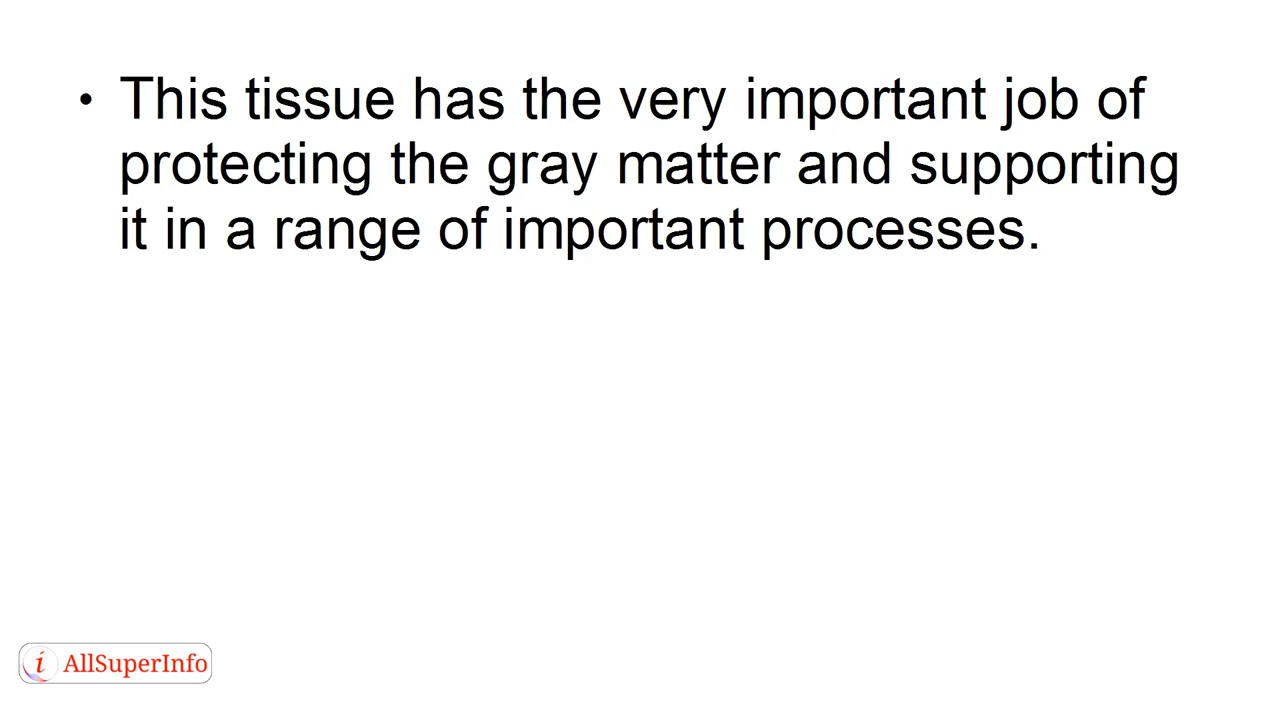 • This tissue has the very important job of
protecting the gray matter and supporting
it in a range of important processes.
i AllSuperInfo